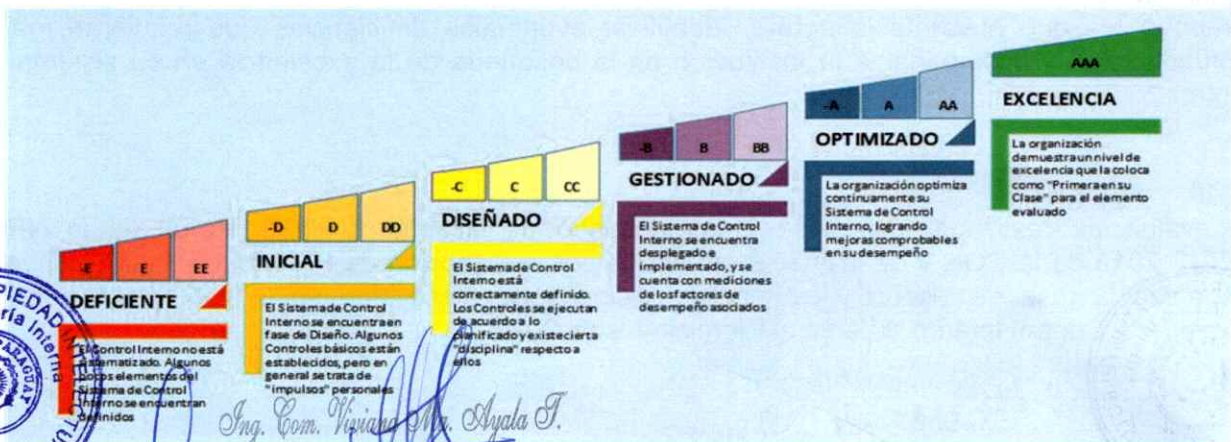 -E E EE
DEFICIENTE
El Control Interno no está
sistematizado. Algunos
pocos elementos del
Sistema de Control
Interno se encuentran
definidos
-D D DD
INICIAL
El Sistema de Control
Interno se encuentra en
fase de Diseño. Algunos
Controles básicos están
establecidos, pero en
general se trata de
"impulsos" personales
-C C CC
DISEÑADO
El Sistema de Control
Interno está
correctamente definido.
Los Controles se ejecutan
de acuerdo a lo
planificado y existe cierta
"disciplina" respecto a
ellos
-B B BB
GESTIONADO
El Sistema de Control
Interno se encuentra
desplegado e
implementado, y se
cuenta con mediciones
de los factores de
desempeño asociados
-A A AA
OPTIMIZADO
La organización optimiza
continuamente su
Sistema de Control
Interno, logrando
mejoras comprobables
en su desempeño
AAA
EXCELENCIA
La organización
demuestra un nivel de
excelencia que la coloca
como "Primera en su
Clase" para el elemento
evaluado
Interna
PARAGUAY
Ing. Com. Viviana Ma. Ayala T.